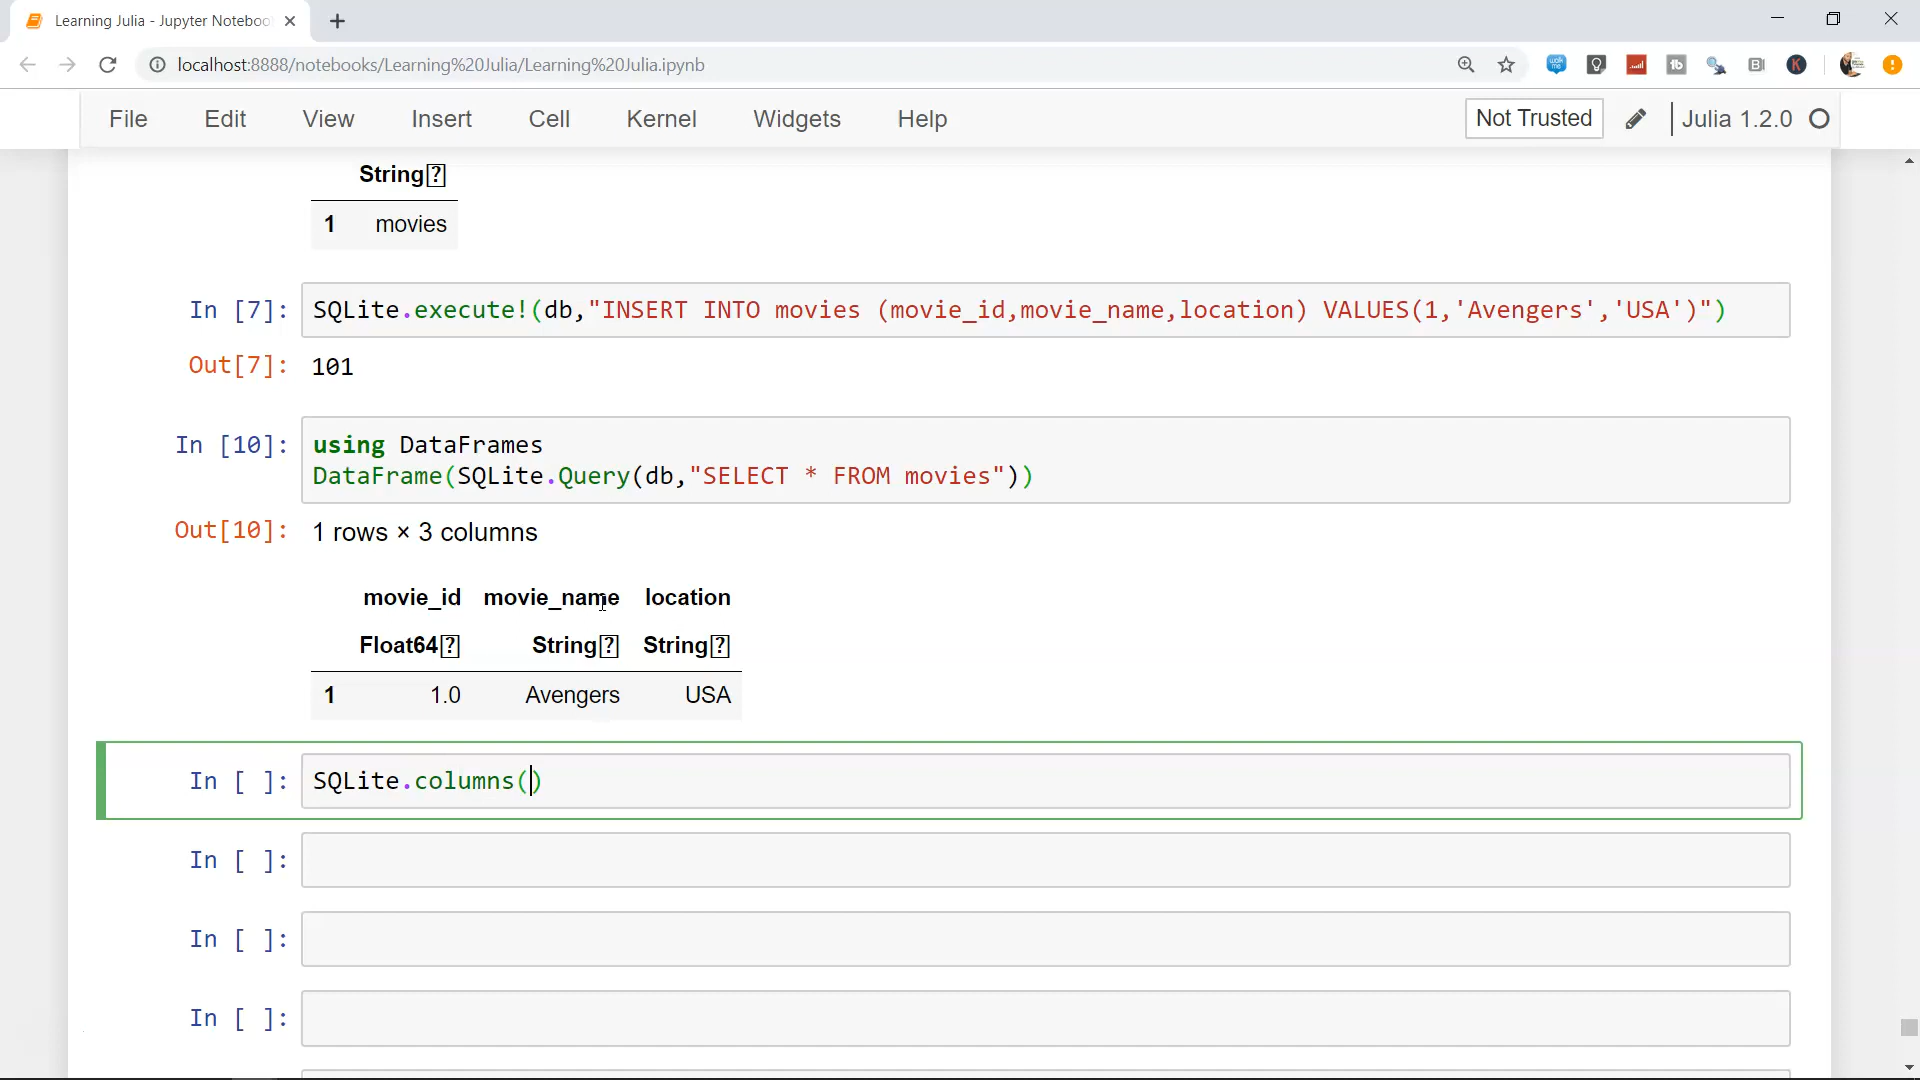 Learning Julia - Jupyter Noteboo
localhost:8888/notebooks/Learning%20Julia/Learning%20Julia.ipynb
File Edit View Insert Cell Kernel Widgets Help Not Trusted Julia 1.2.0
String⍰
1 movies
In [7]: SQLite.execute!(db,"INSERT INTO movies (movie_id,movie_name,location) VALUES(1,'Avengers','USA')")
Out[7]: 101
In [10]: using DataFrames
DataFrame(SQLite.Query(db,"SELECT * FROM movies"))
Out[10]: 1 rows × 3 columns
movie_id movie_name location
Float64⍰ String⍰ String⍰
1 1.0 Avengers USA
In [ ]: SQLite.columns()
In [ ]:
In [ ]:
In [ ]: